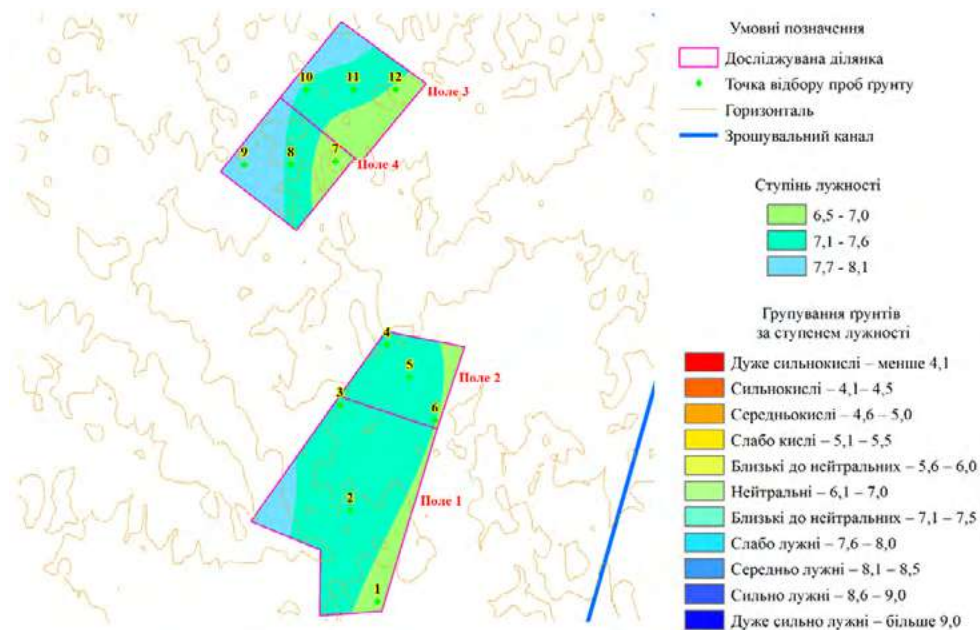 Умовні позначення
Досліджувана ділянка
Точка відбору проб ґрунту
Горизонталь
Зрошувальний канал
Ступінь лужності
6,5 - 7,0
7,1 - 7,6
7,7 - 8,1
Групування ґрунтів
за ступенем лужності
Дуже сильнокислі – менше 4,1
Сильнокислі – 4,1– 4,5
Середньокислі – 4,6 – 5,0
Слабо кислі – 5,1 – 5,5
Близькі до нейтральних – 5,6 – 6,0
Нейтральні – 6,1 – 7,0
Близькі до нейтральних – 7,1 – 7,5
Слабо лужні – 7,6 – 8,0
Середньо лужні – 8,1 – 8,5
Сильно лужні – 8,6 – 9,0
Дуже сильно лужні – більше 9,0
10 11 12
Поле 3
9 8 7
Поле 4
4
5
Поле 2
3
6
Поле 1
2
1